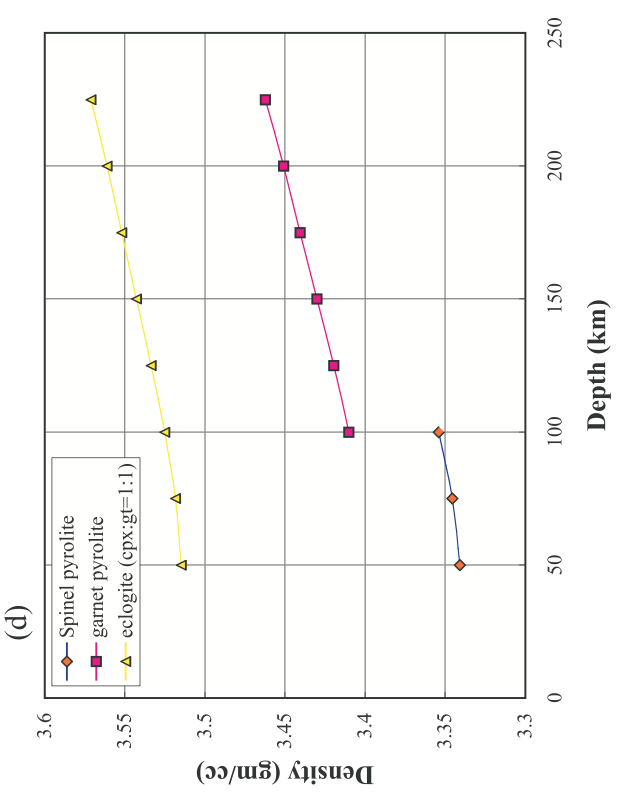 (d)
3.6
3.55
3.5
3.45
3.4
3.35
3.3
Density (gm/cc)
Spinel pyrolite
garnet pyrolite
eclogite (cpx:gt=1:1)
0
50
100
150
200
250
Depth (km)